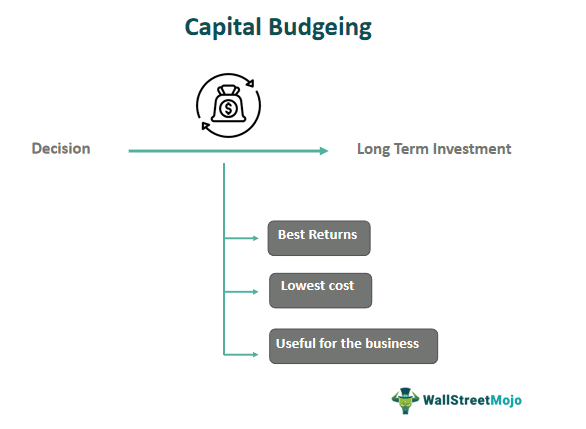 Capital Budgeing
$
Decision
Long Term Investment
Best Returns
Lowest cost
Useful for the business
WallStreetMojo